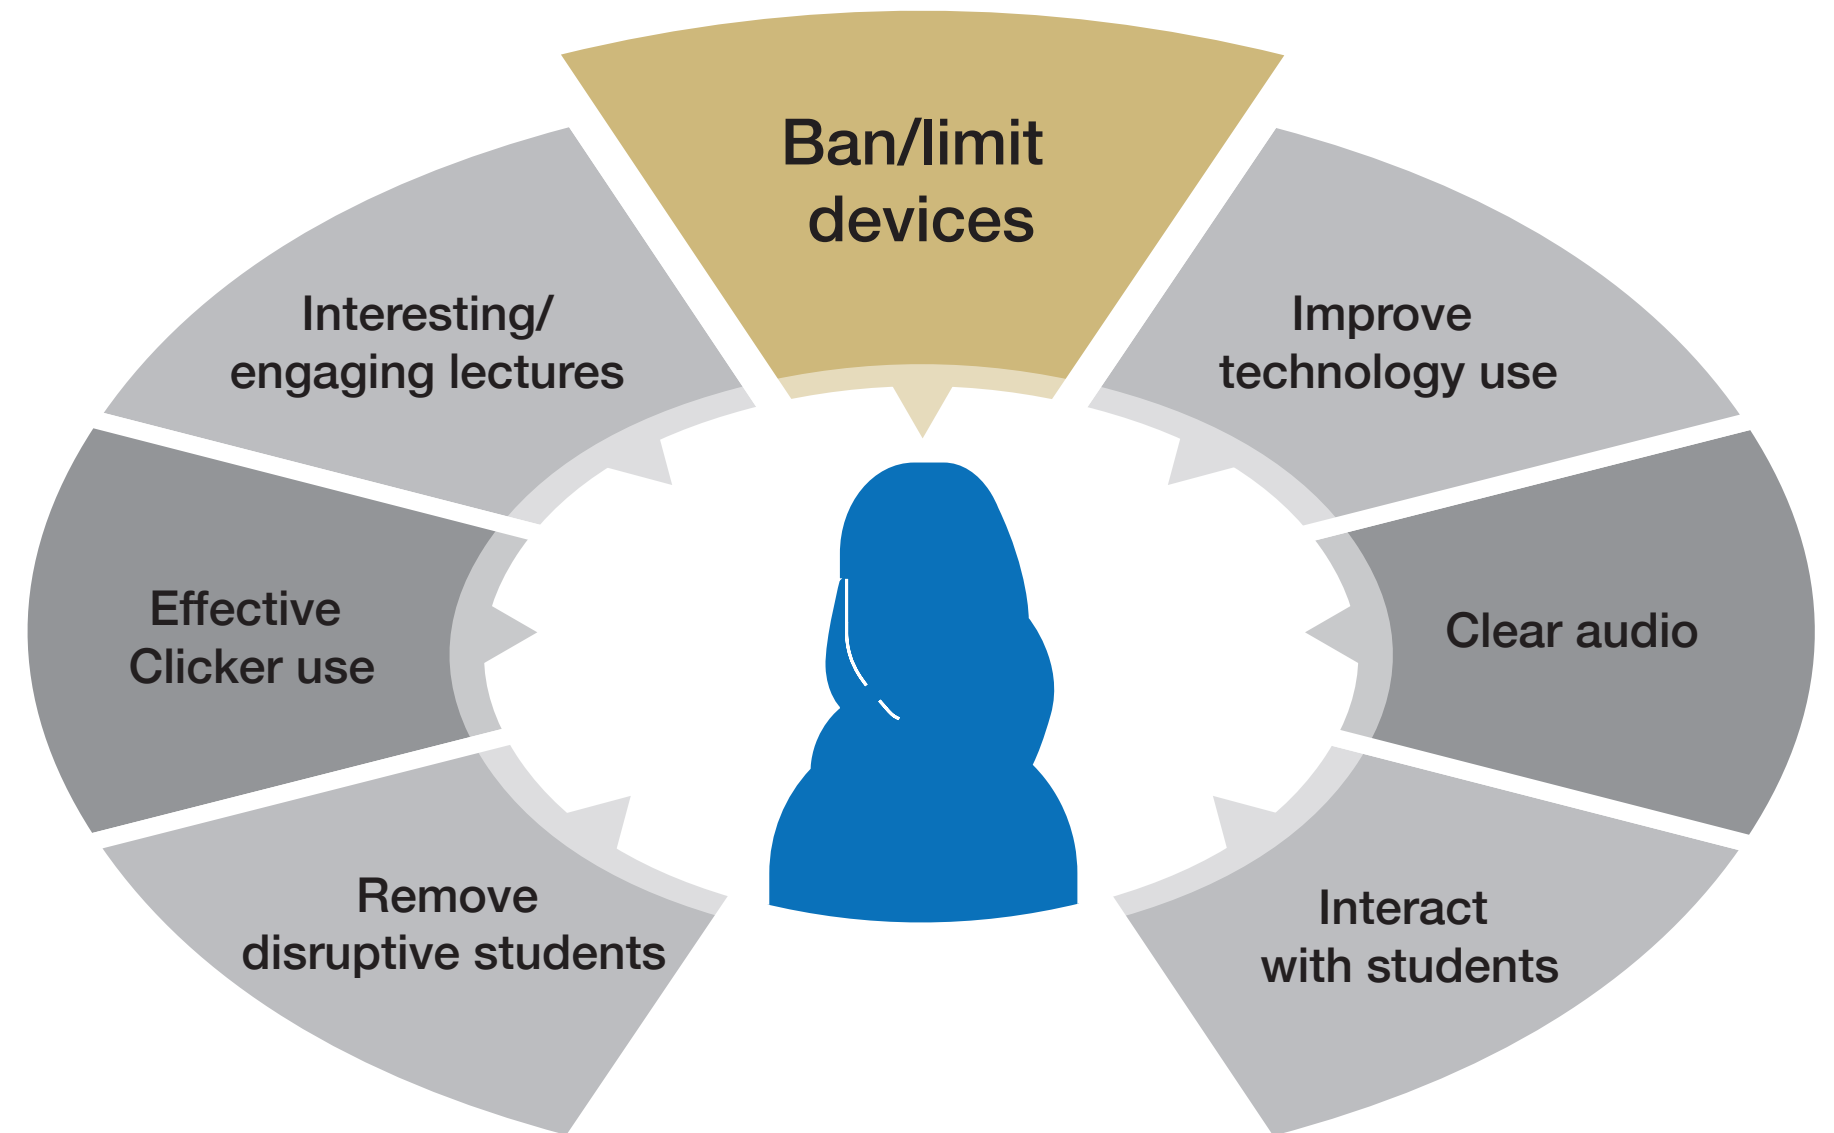 Ban/limit
devices
Interesting/
engaging lectures
Improve
technology use
Effective
Clicker use
Clear audio
Remove
disruptive students
Interact
with students